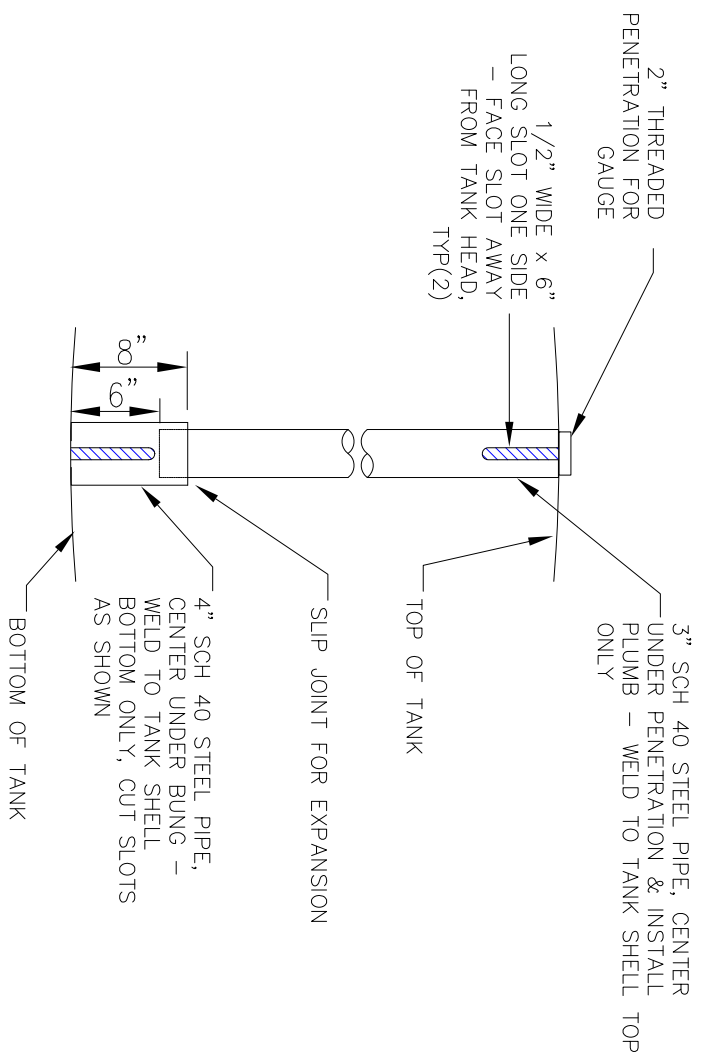 2" THREADED
PENETRATION FOR
GAUGE
1/2" WIDE x 6"
LONG SLOT ONE SIDE
– FACE SLOT AWAY
FROM TANK HEAD,
TYP(2)
8"
6"
3" SCH 40 STEEL PIPE, CENTER
UNDER PENETRATION & INSTALL
PLUMB – WELD TO TANK SHELL TOP
ONLY
TOP OF TANK
SLIP JOINT FOR EXPANSION
4" SCH 40 STEEL PIPE,
CENTER UNDER BUNG –
WELD TO TANK SHELL
BOTTOM ONLY, CUT SLOTS
AS SHOWN
BOTTOM OF TANK